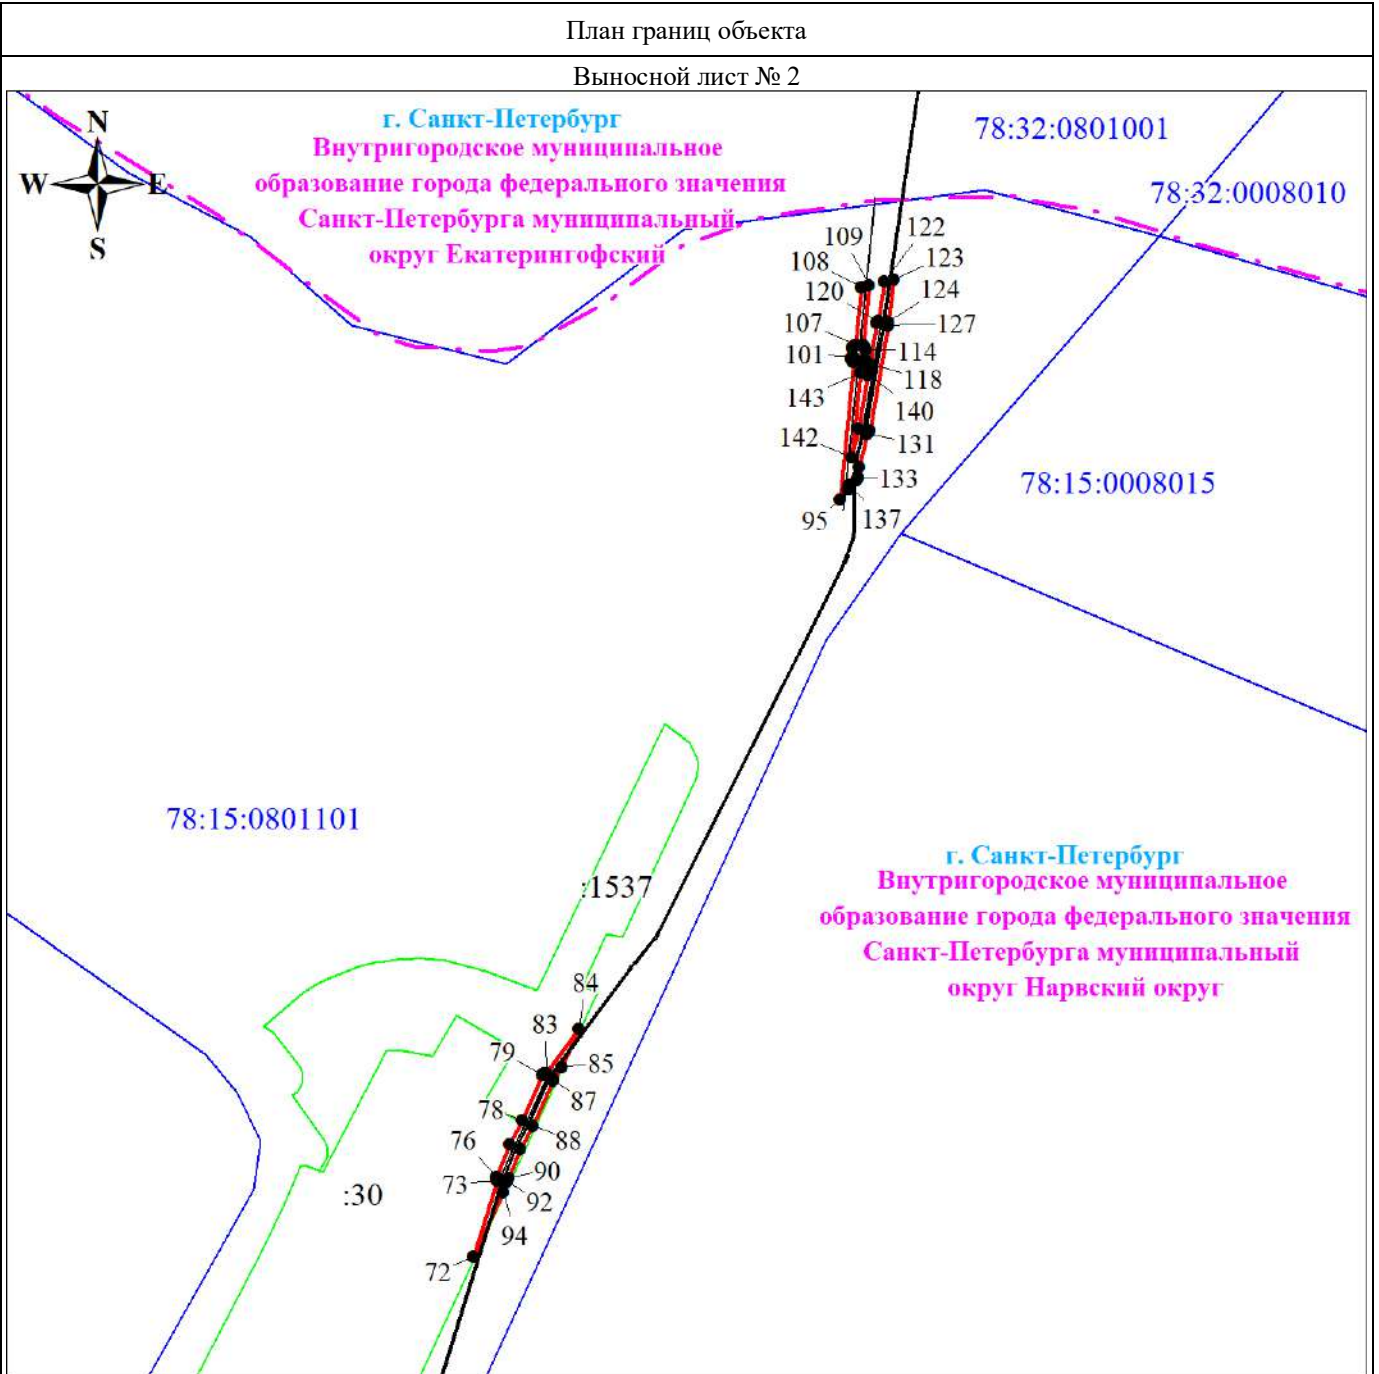 План границ объекта
Выносной лист № 2
N
W
E
S
г. Санкт-Петербург
Внутригородское муниципальное
образование города федерального значения
Санкт-Петербурга муниципальный
округ Екатерингофский
78:32:0801001
78:32:0008010
122
109
123
108
120
124
107
127
101
114
118
143
140
142
131
133
95
137
78:15:0008015
78:15:0801101
:1537
г. Санкт-Петербург
Внутригородское муниципальное
образование города федерального значения
Санкт-Петербурга муниципальный
округ Нарвский округ
84
83
79
85
87
78
88
76
90
73
92
:30
94
72